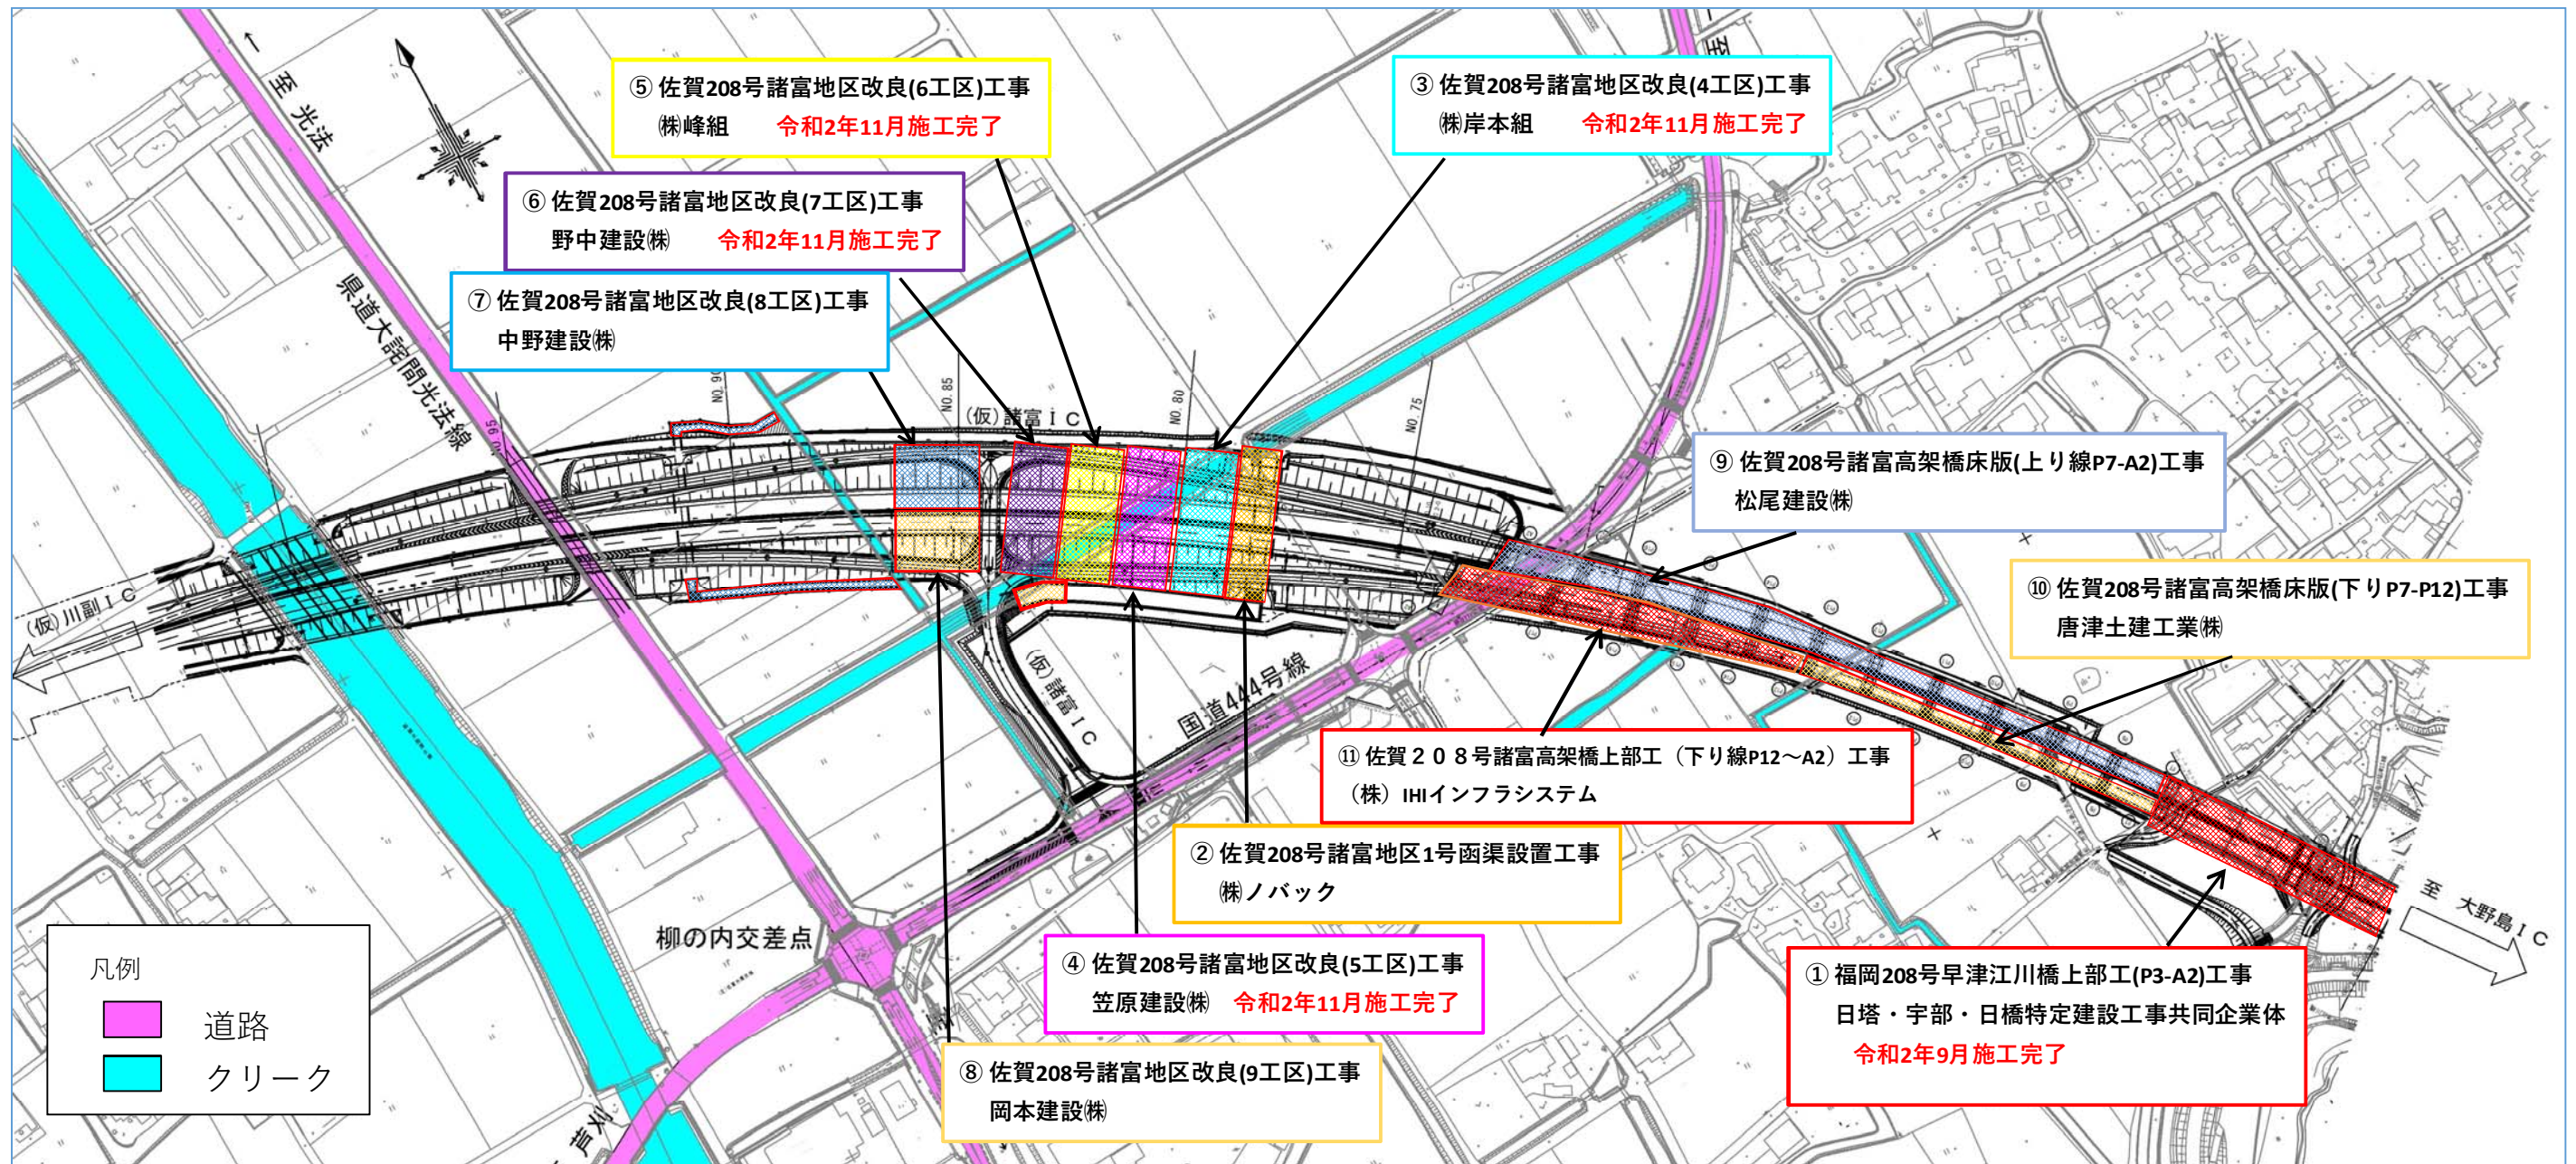 至 光法
⑤ 佐賀208号諸富地区改良(6工区)工事
㈱峰組 令和2年11月施工完了
③ 佐賀208号諸富地区改良(4工区)工事
㈱岸本組 令和2年11月施工完了
⑥ 佐賀208号諸富地区改良(7工区)工事
野中建設㈱ 令和2年11月施工完了
⑦ 佐賀208号諸富地区改良(8工区)工事
中野建設㈱
県道大詫間光法線
NO.95
NO.90
NO.85
(仮)諸富IC
NO.80
NO.75
⑨ 佐賀208号諸富高架橋床版(上り線P7-A2)工事
松尾建設㈱
⑩ 佐賀208号諸富高架橋床版(下りP7-P12)工事
唐津土建工業㈱
(仮)川副IC
(仮)諸富IC
国道444号線
⑪ 佐賀２０８号諸富高架橋上部工（下り線P12～A2）工事
（株）IHIインフラシステム
② 佐賀208号諸富地区1号函渠設置工事
㈱ノバック
至 大野島IC
柳の内交差点
④ 佐賀208号諸富地区改良(5工区)工事
笠原建設㈱ 令和2年11月施工完了
① 福岡208号早津江川橋上部工(P3-A2)工事
日塔・宇部・日橋特定建設工事共同企業体
令和2年9月施工完了
⑧ 佐賀208号諸富地区改良(9工区)工事
岡本建設㈱
凡例
道路
クリーク
芦刈
至